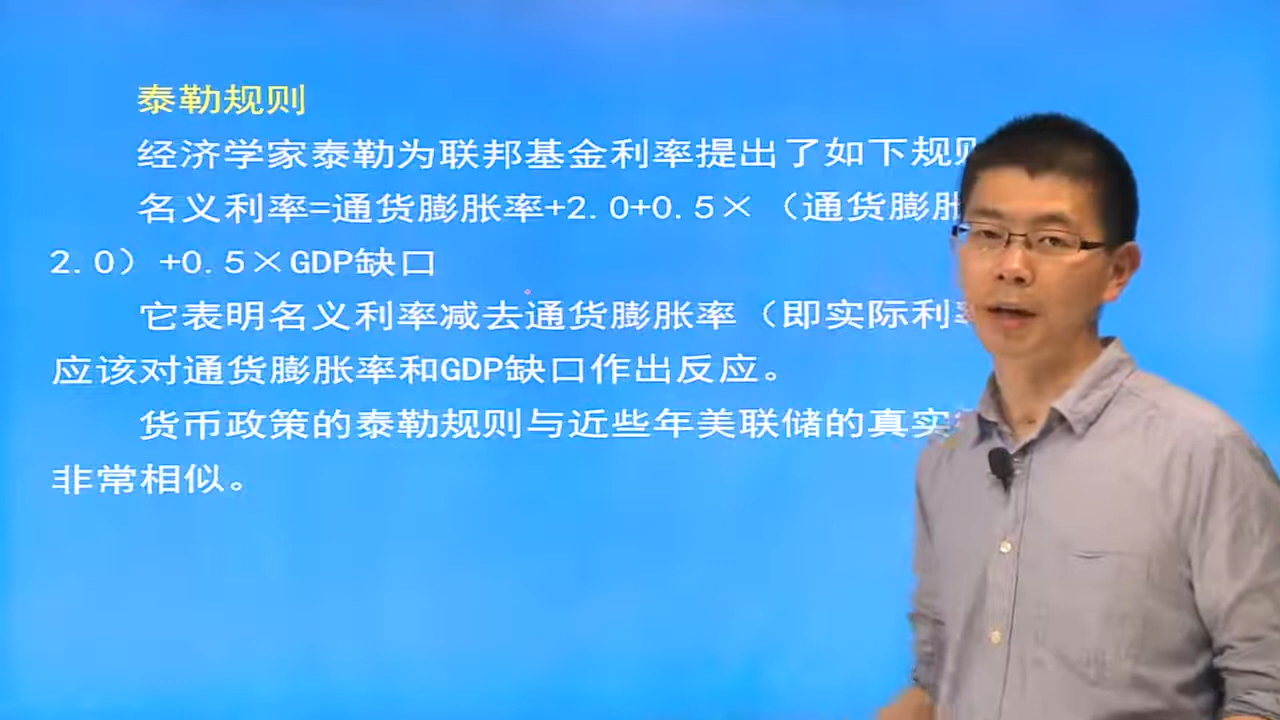 泰勒规则
经济学家泰勒为联邦基金利率提出了如下规则
名义利率=通货膨胀率+2.0+0.5×（通货膨胀
2.0）+0.5×GDP缺口
它表明名义利率减去通货膨胀率（即实际利率
应该对通货膨胀率和GDP缺口作出反应。
货币政策的泰勒规则与近些年美联储的真实
非常相似。